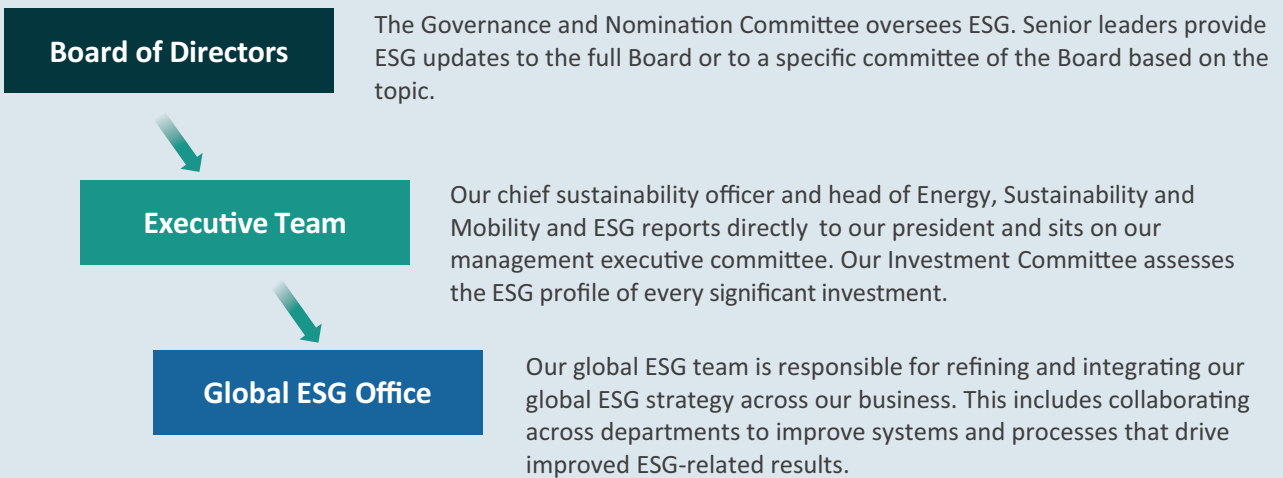 Board of Directors
The Governance and Nomination Committee oversees ESG. Senior leaders provide
ESG updates to the full Board or to a specific committee of the Board based on the
topic.
Executive Team
Our chief sustainability officer and head of Energy, Sustainability and
Mobility and ESG reports directly  to our president and sits on our
management executive committee. Our Investment Committee assesses
the ESG profile of every significant investment.
Global ESG Office
Our global ESG team is responsible for refining and integrating our
global ESG strategy across our business. This includes collaborating
across departments to improve systems and processes that drive
improved ESG-related results.